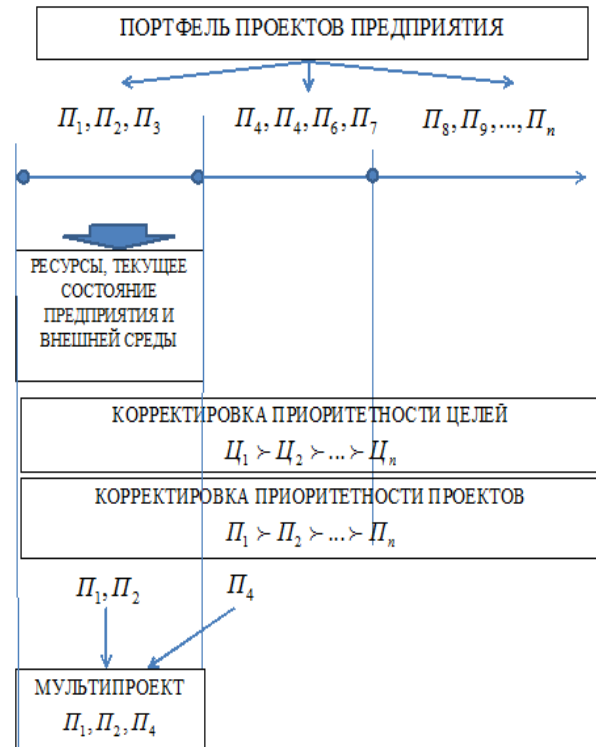 ПОРТФЕЛЬ ПРОЕКТОВ ПРЕДПРИЯТИЯ
П₁, П₂, П₃
П₄, П₄, П₆, П₇
П₈, П₉, ..., Пₙ
РЕСУРСЫ, ТЕКУЩЕЕ
СОСТОЯНИЕ
ПРЕДПРИЯТИЯ И
ВНЕШНЕЙ СРЕДЫ
КОРРЕКТИРОВКА ПРИОРИТЕТНОСТИ ЦЕЛЕЙ
Ц₁ ≻ Ц₂ ≻ ... ≻ Цₙ
КОРРЕКТИРОВКА ПРИОРИТЕТНОСТИ ПРОЕКТОВ
П₁ ≻ П₂ ≻ ... ≻ Пₙ
П₁, П₂
П₄
МУЛЬТИПРОЕКТ
П₁, П₂, П₄